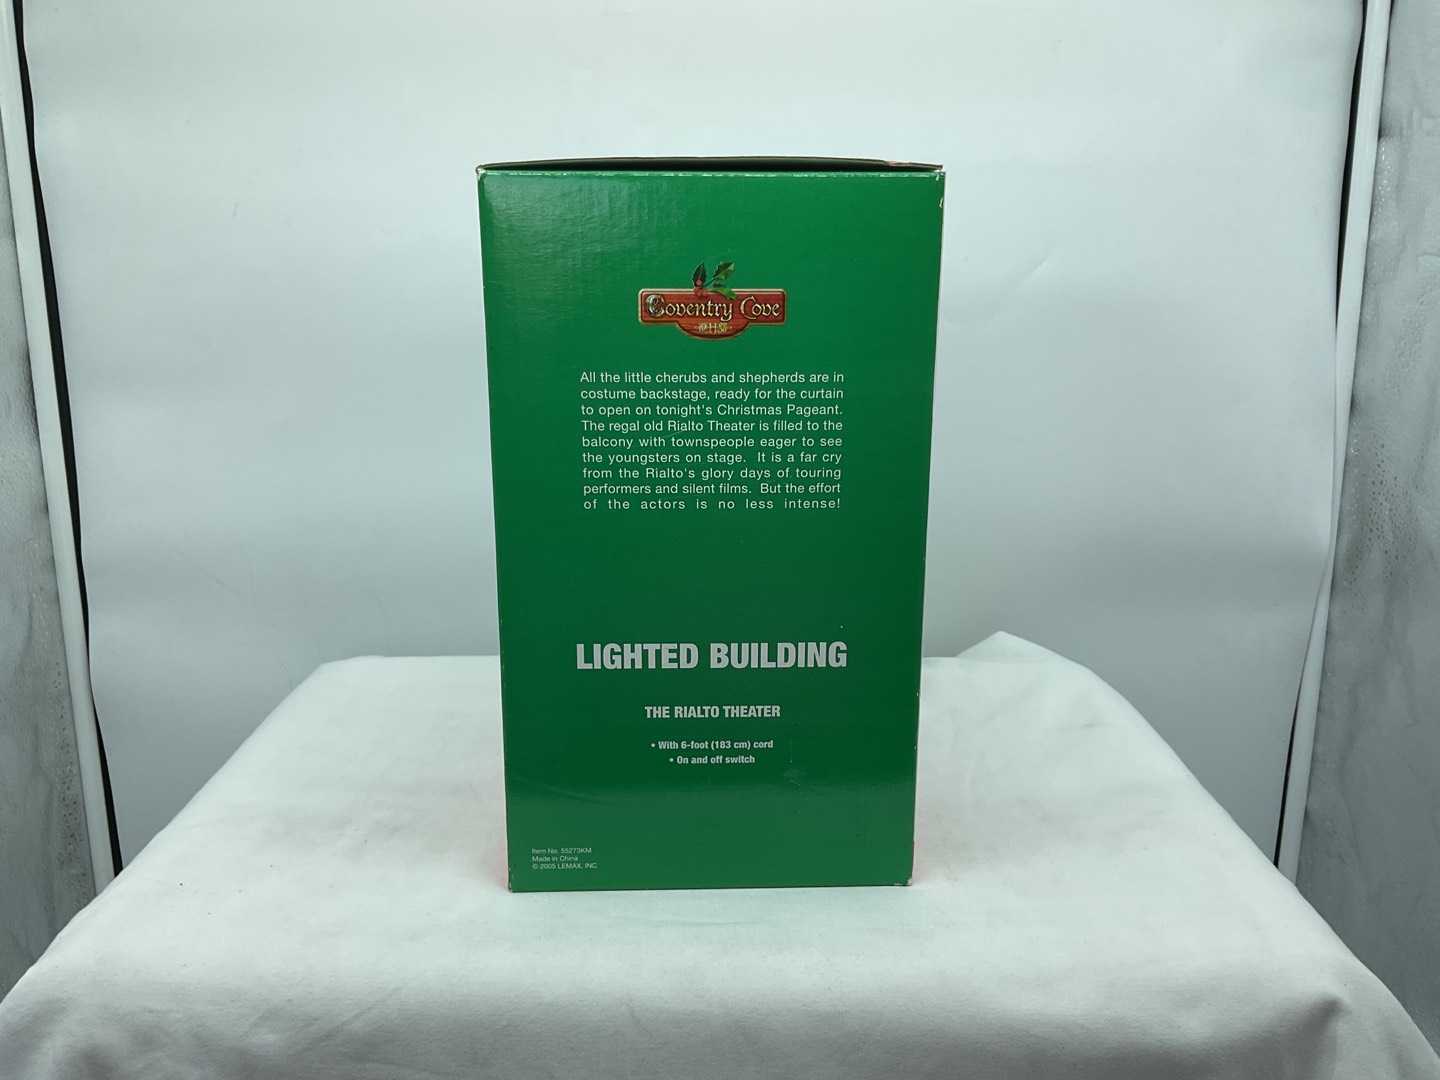 Coventry Cove
All the little cherubs and shepherds are in
costume backstage, ready for the curtain
to open on tonight's Christmas Pageant.
The regal old Rialto Theater is filled to the
balcony with townspeople eager to see
the youngsters on stage. It is a far cry
from the Rialto's glory days of touring
performers and silent films. But the effort
of the actors is no less intense!
LIGHTED BUILDING
THE RIALTO THEATER
• With 6-foot (183 cm) cord
• On and off switch
Item No. 55273KM
Made in China
© 2005 LEMAX, INC.